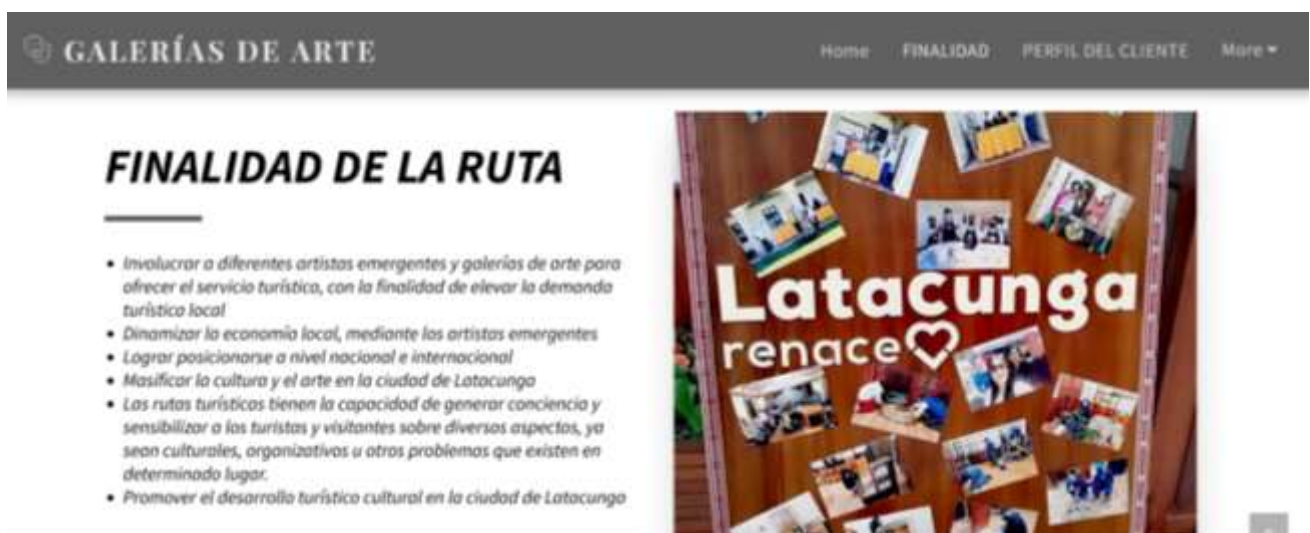 GALERÍAS DE ARTE
Home FINALIDAD PERFIL DEL CLIENTE More
FINALIDAD DE LA RUTA
• Involucrar a diferentes artistas emergentes y galerías de arte para
ofrecer el servicio turístico, con la finalidad de elevar la demanda
turística local
• Dinamizar la economía local, mediante los artistas emergentes
• Lograr posicionarse a nivel nacional e internacional
• Masificar la cultura y el arte en la ciudad de Latacunga
• Las rutas turísticas tienen la capacidad de generar conciencia y
sensibilizar a los turistas y visitantes sobre diversos aspectos, ya
sean culturales, organizativos u otros problemas que existen en
determinado lugar.
• Promover el desarrollo turístico cultural en la ciudad de Latacunga
Latacunga
renace